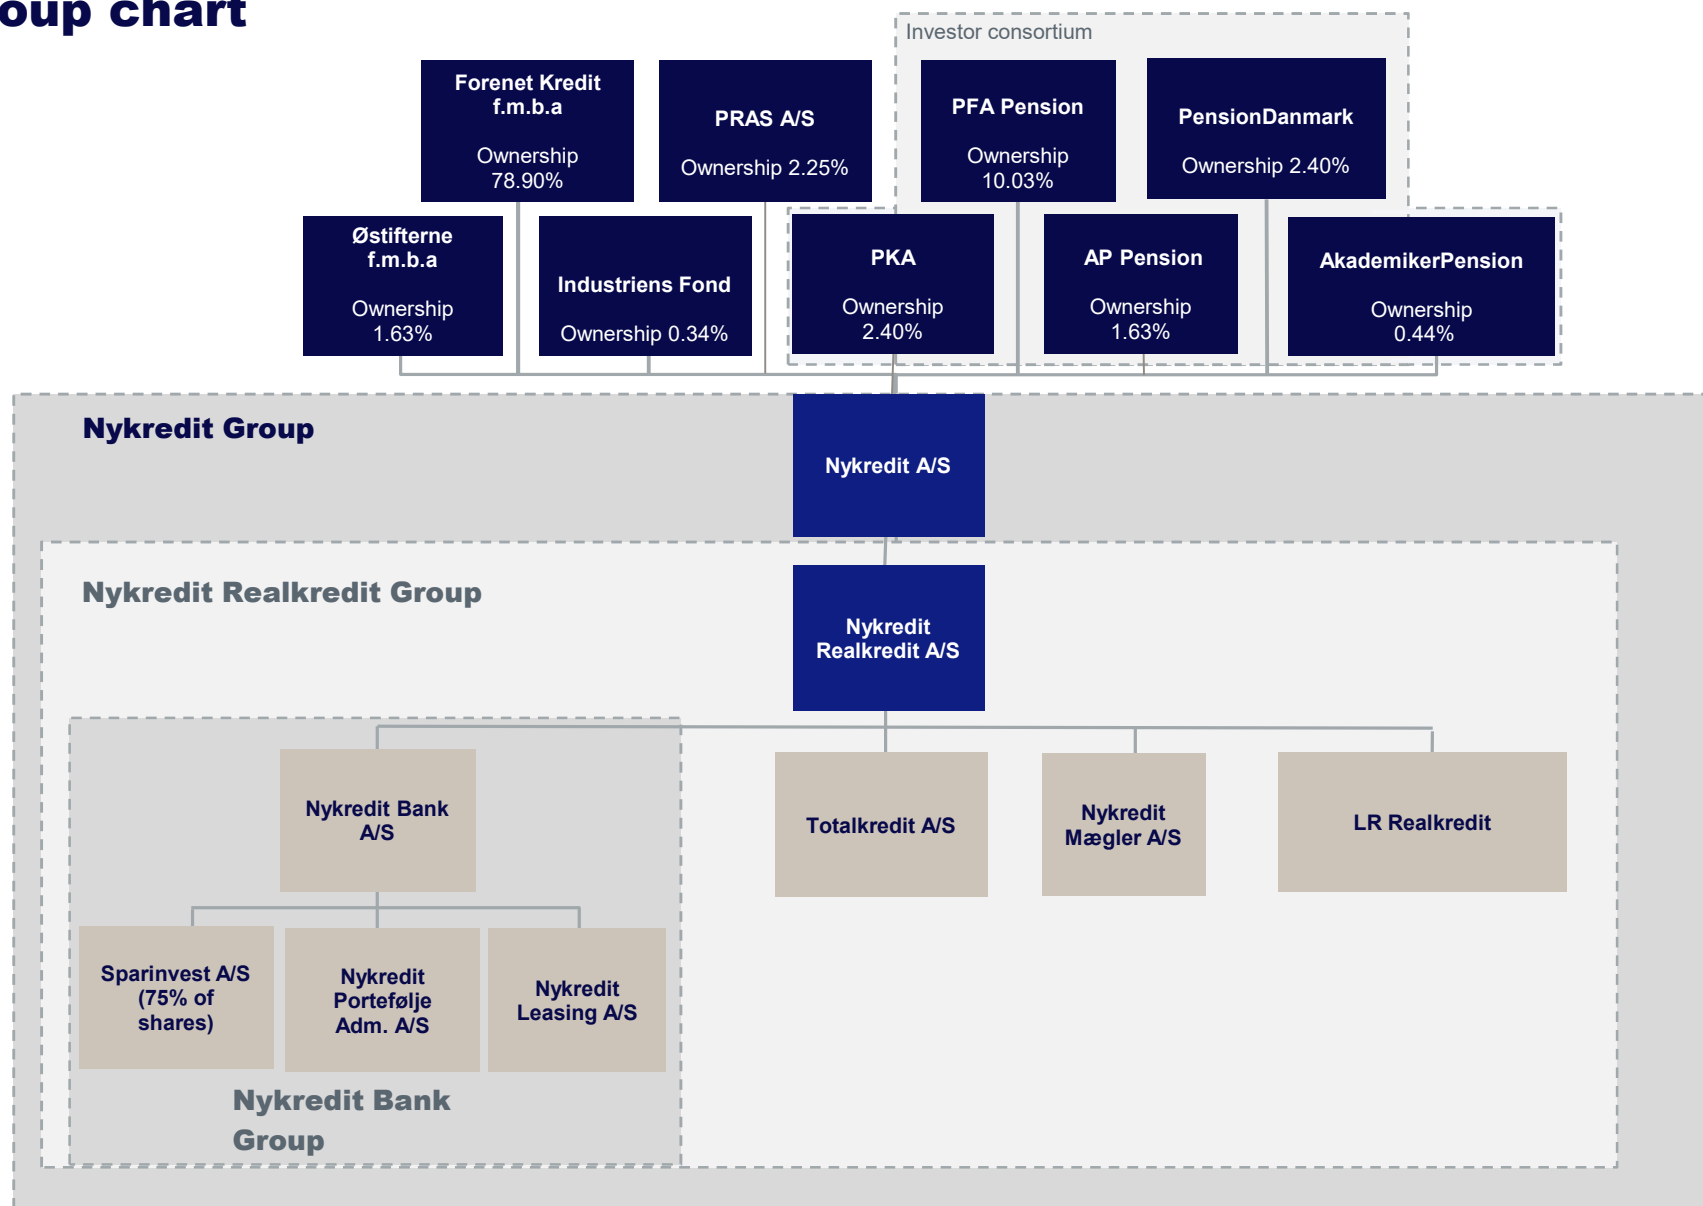 oup chart
Investor consortium
Forenet Kredit
f.m.b.a
Ownership
78.90%
PRAS A/S
Ownership 2.25%
PFA Pension
Ownership
10.03%
PensionDanmark
Ownership 2.40%
Østifterne
f.m.b.a
Ownership
1.63%
Industriens Fond
Ownership 0.34%
PKA
Ownership
2.40%
AP Pension
Ownership
1.63%
AkademikerPension
Ownership
0.44%
Nykredit Group
Nykredit A/S
Nykredit Realkredit Group
Nykredit
Realkredit A/S
Nykredit Bank
A/S
Totalkredit A/S
Nykredit
Mægler A/S
LR Realkredit
Sparinvest A/S
(75% of
shares)
Nykredit
Portefølje
Adm. A/S
Nykredit
Leasing A/S
Nykredit Bank
Group